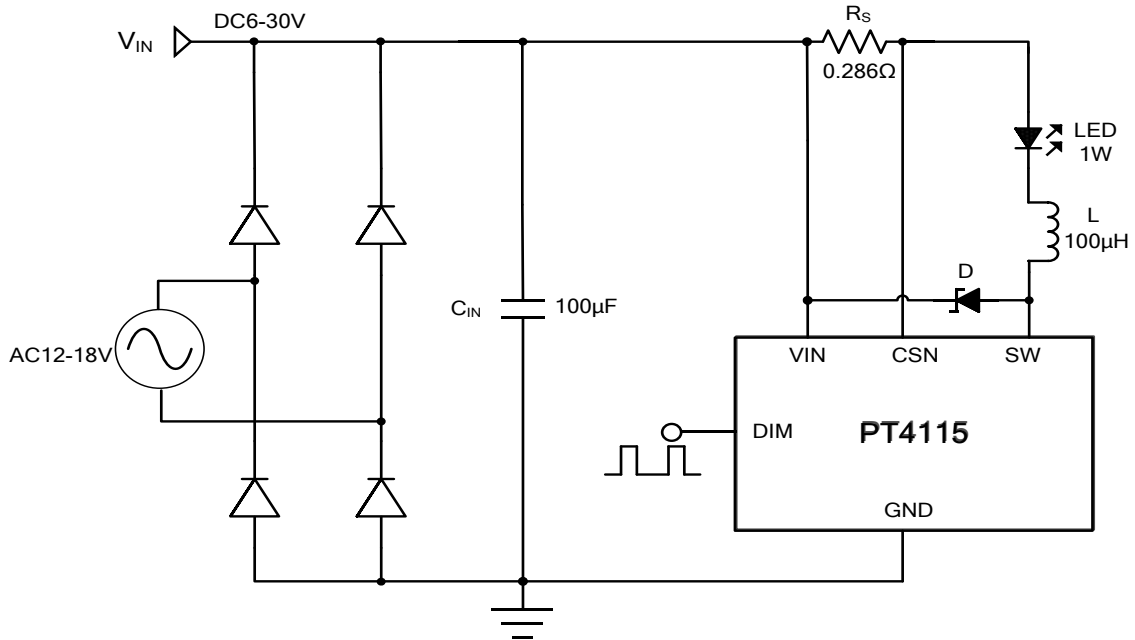 DC6-30V
VIN
RS
0.286Ω
LED
1W
L
100μH
D
CIN
100μF
AC12-18V
VIN
CSN
SW
DIM
PT4115
GND